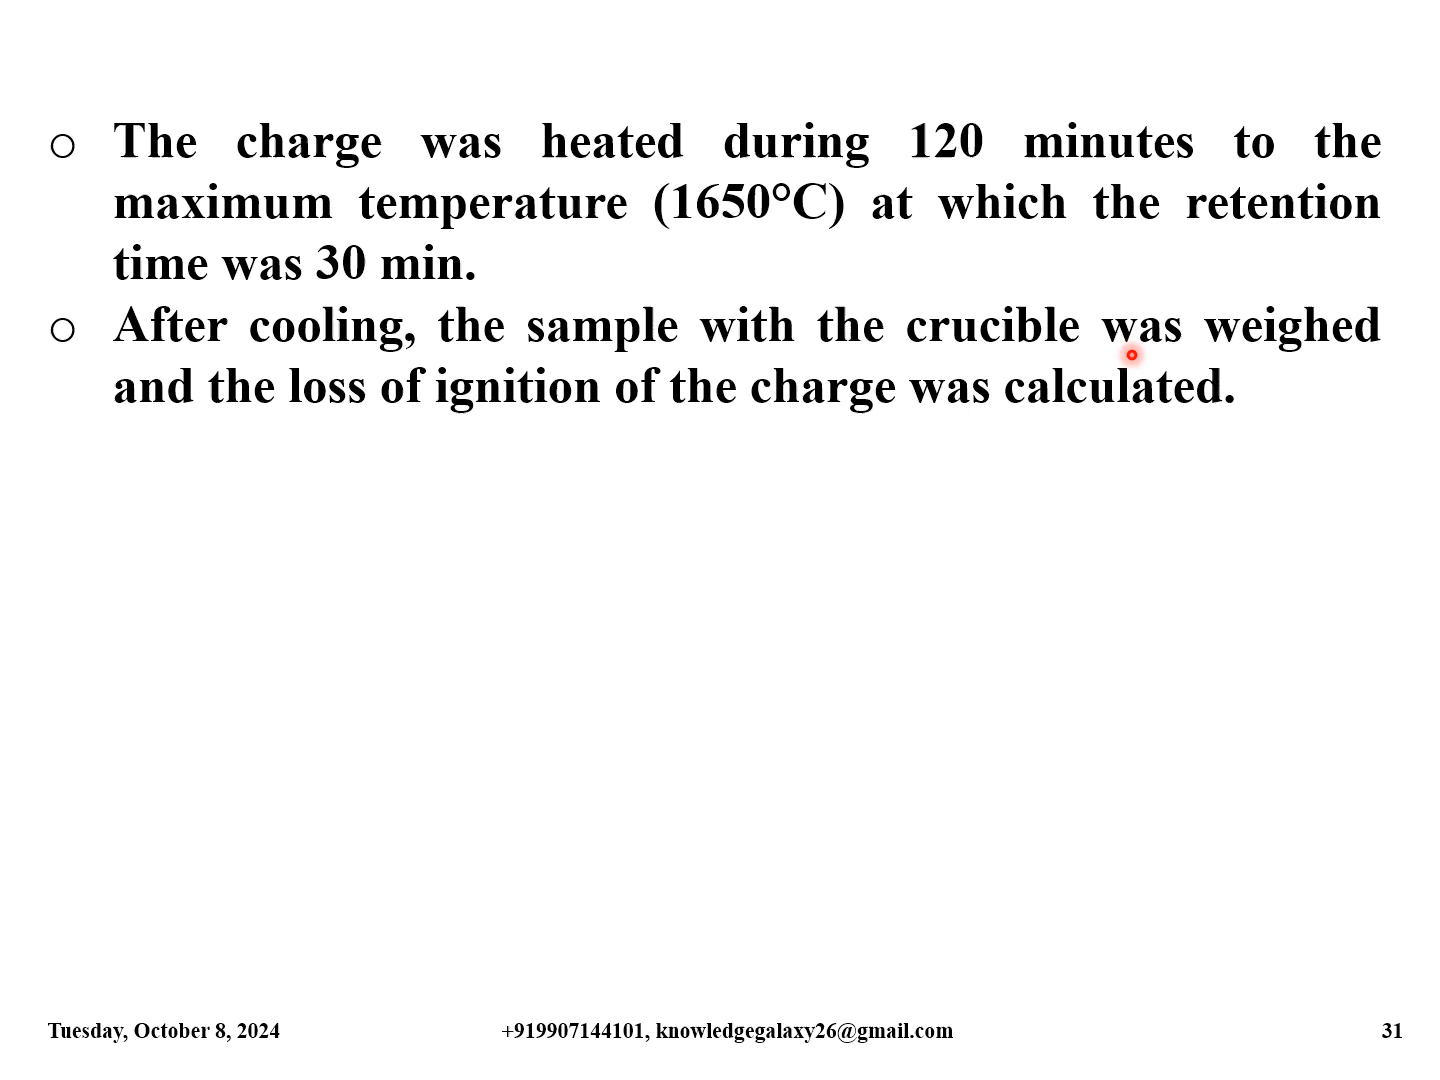 ○ The charge was heated during 120 minutes to the
maximum temperature (1650°C) at which the retention
time was 30 min.
○ After cooling, the sample with the crucible was weighed
and the loss of ignition of the charge was calculated.
Tuesday, October 8, 2024
+919907144101, knowledgegalaxy26@gmail.com
31